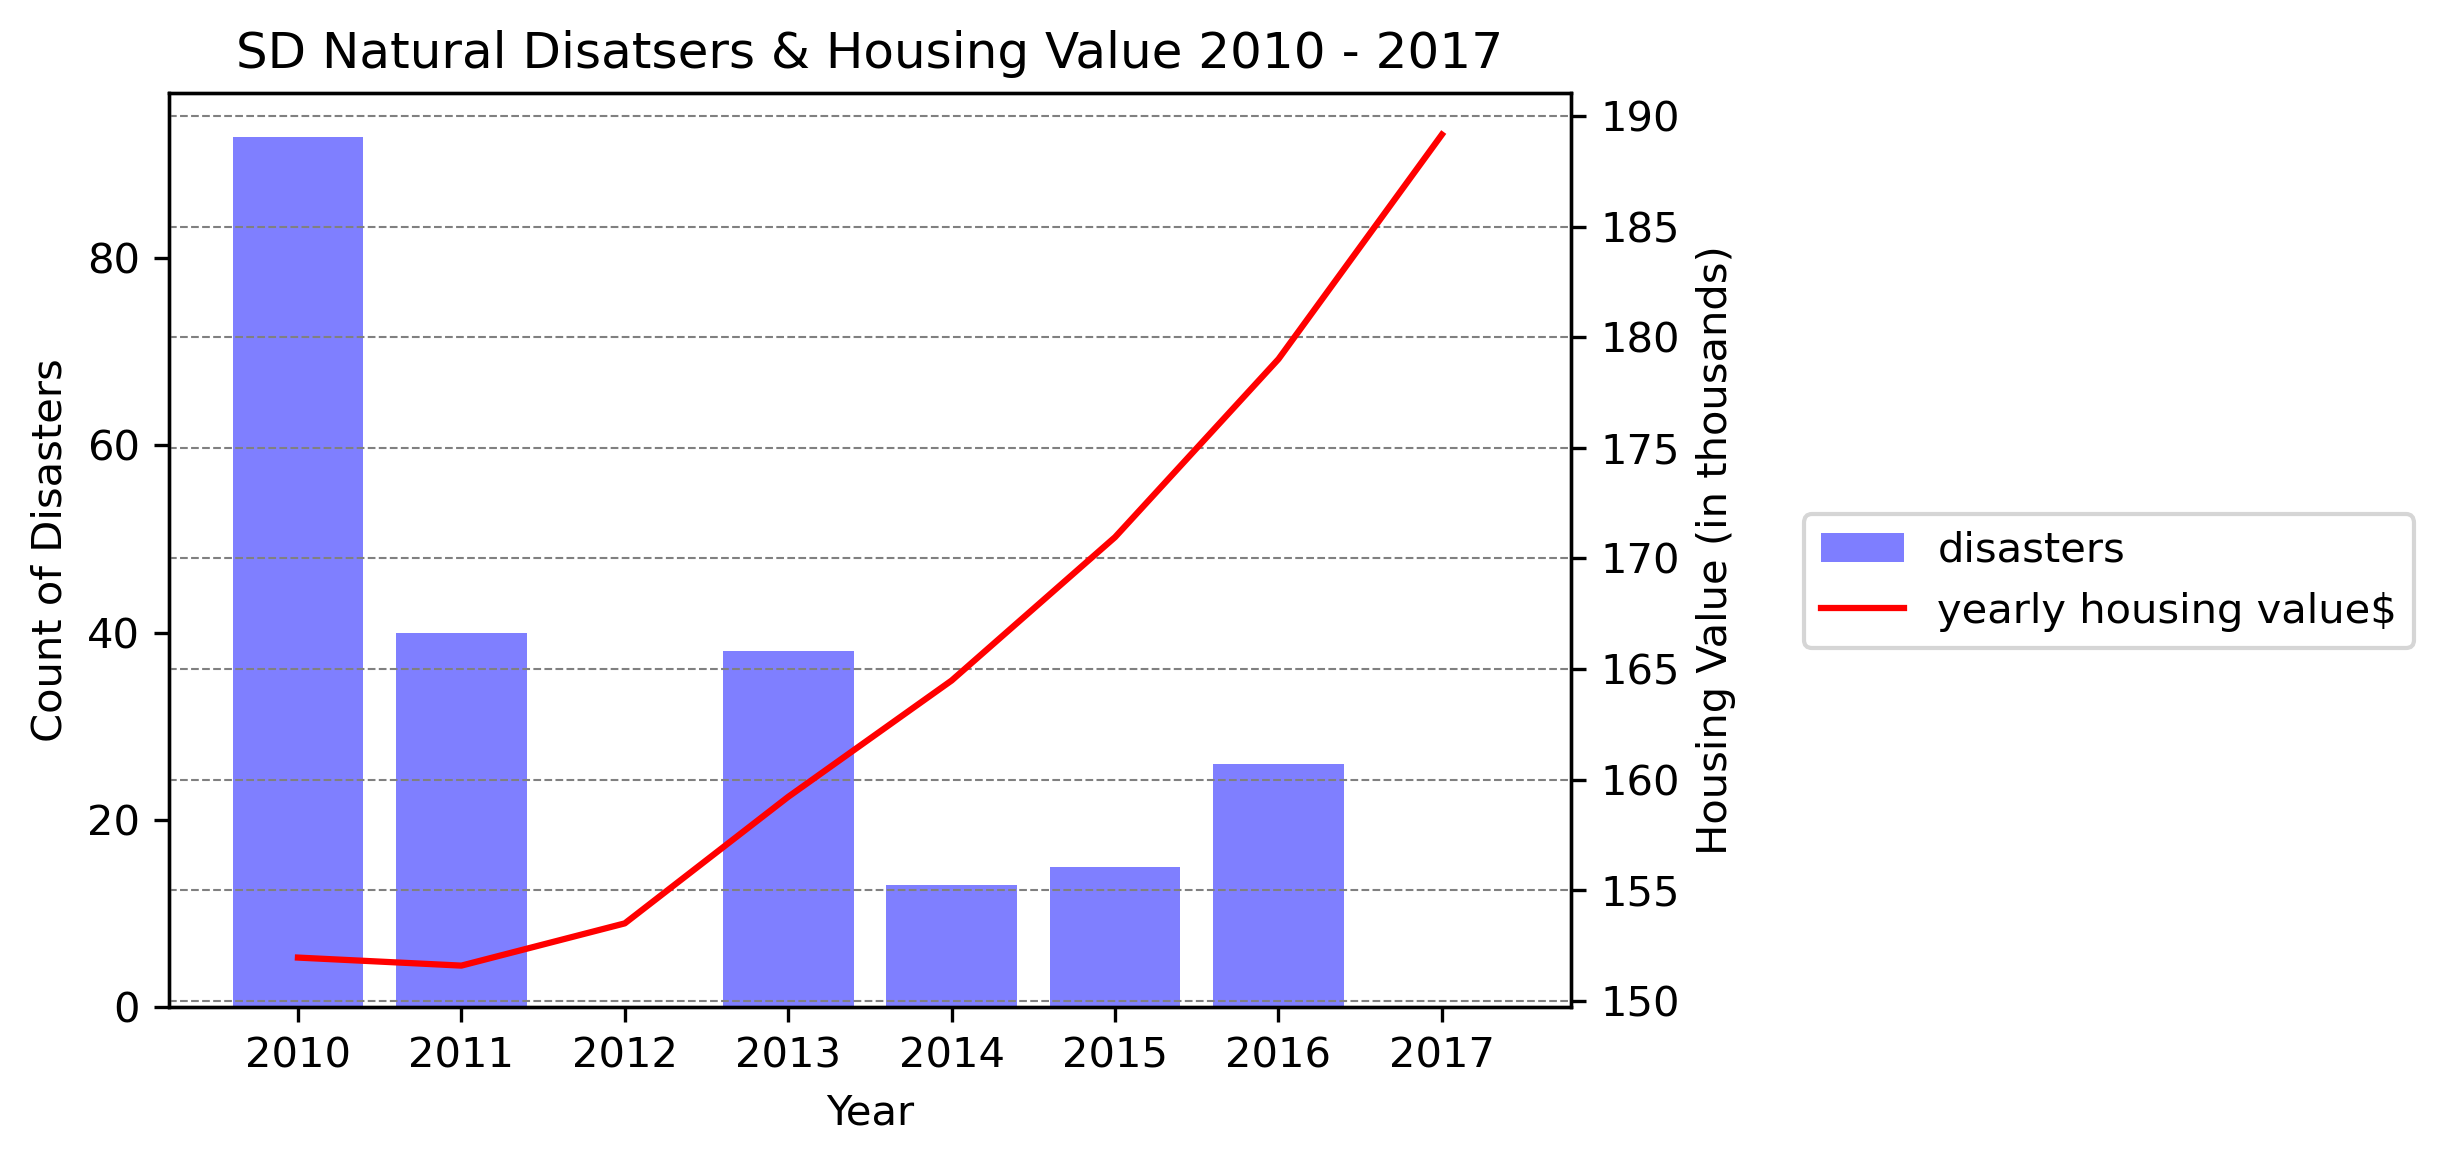 SD Natural Disatsers & Housing Value 2010 - 2017
Count of Disasters
80
60
40
20
0
190
185
180
175
170
165
160
155
150
Housing Value (in thousands)
2010 2011 2012 2013 2014 2015 2016 2017
Year
disasters
yearly housing value$